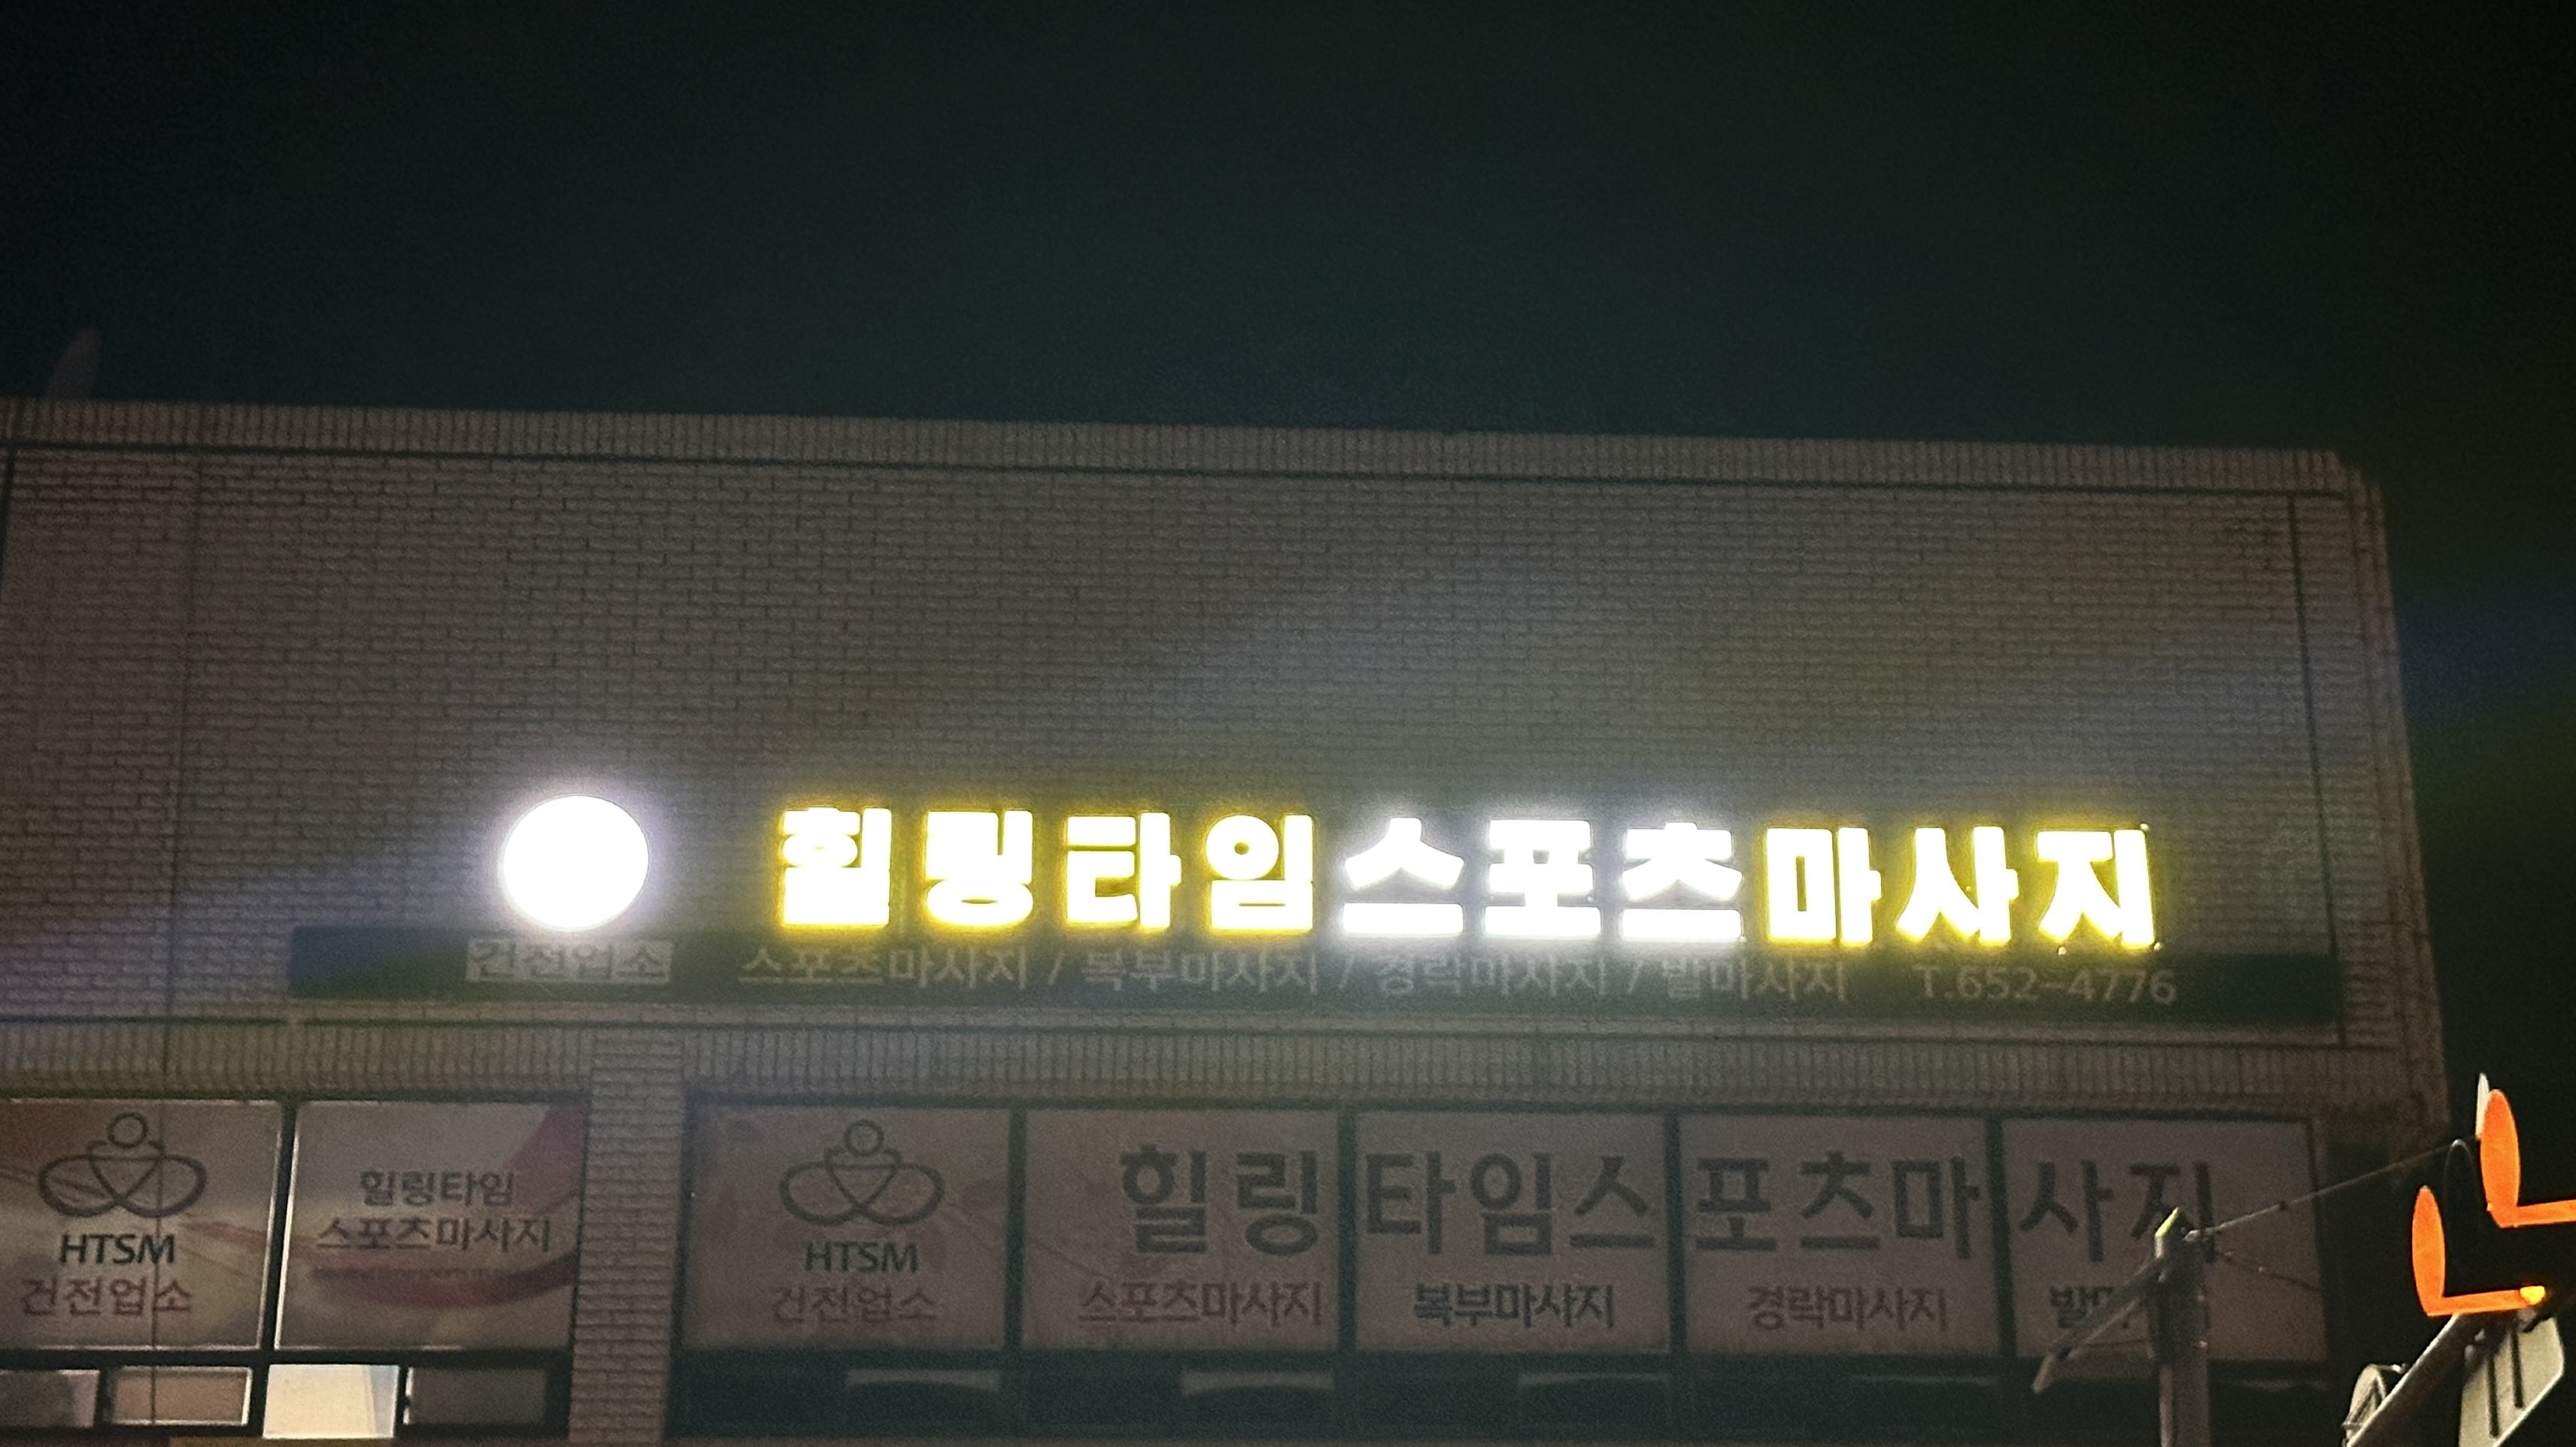 힐링타임스포츠마사지
건전업소 스포츠마사지 / 복부마사지 / 경락마사지 / 발마사지 T.652-4776
HTSM
건전업소
힐링타임
스포츠마사지
HTSM
건전업소
힐링타임스포츠마사지
스포츠마사지 복부마사지 경락마사지